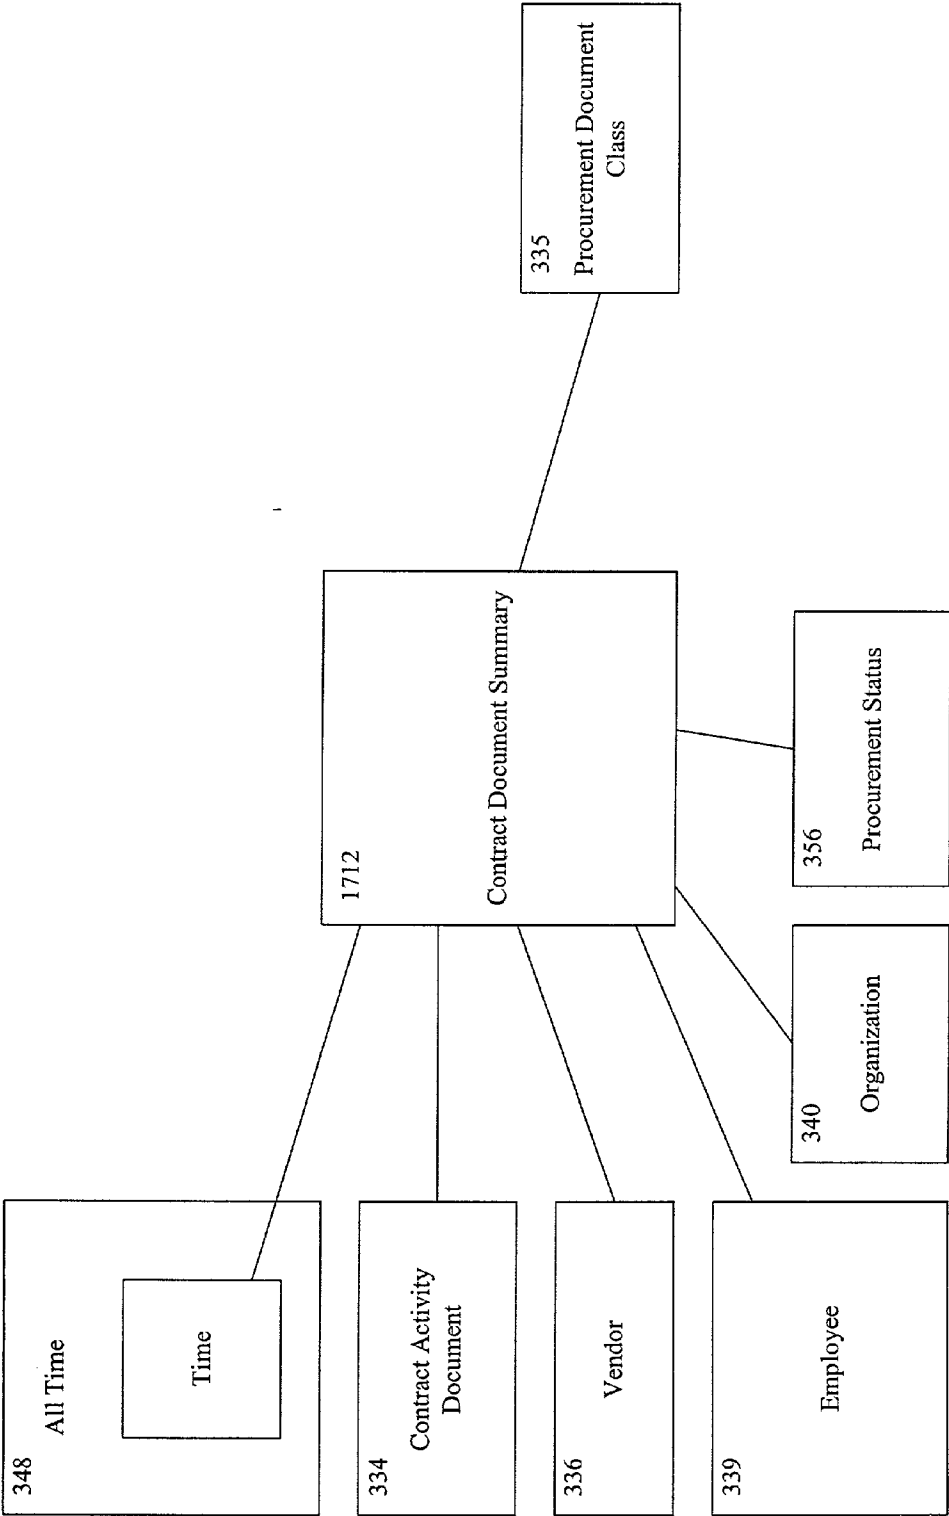 348
All Time
Time
334
Contract Activity
Document
336
Vendor
339
Employee
1712
Contract Document Summary
340
Organization
356
Procurement Status
335
Procurement Document
Class